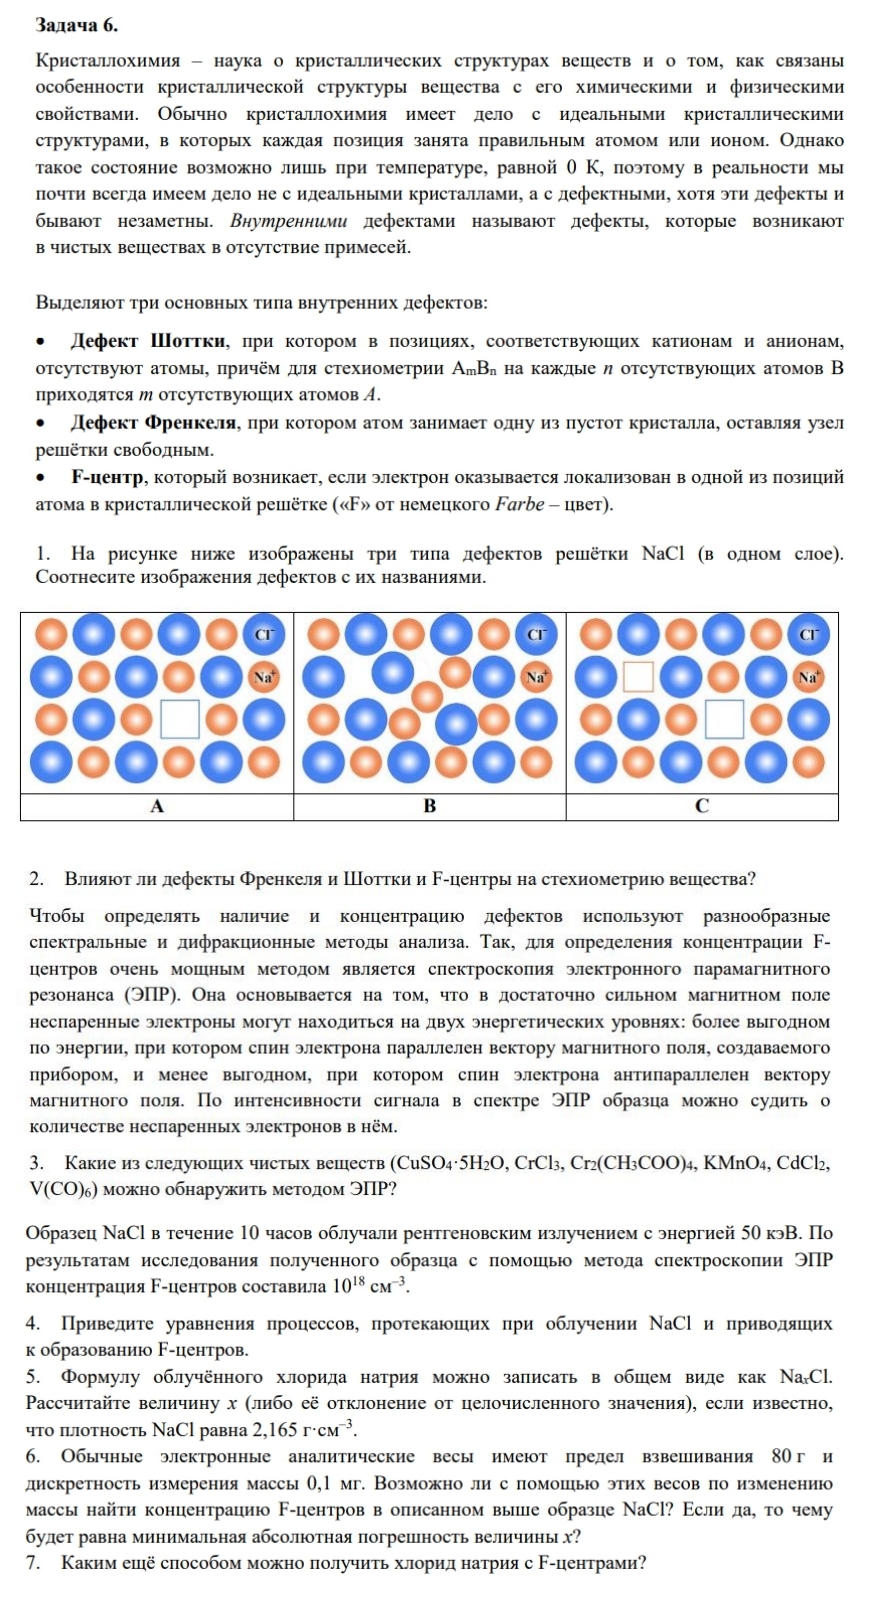 Задача 6.
Кристаллохимия – наука о кристаллических структурах веществ и о том, как связаны
особенности кристаллической структуры вещества с его химическими и физическими
свойствами. Обычно кристаллохимия имеет дело с идеальными кристаллическими
структурами, в которых каждая позиция занята правильным атомом или ионом. Однако
такое состояние возможно лишь при температуре, равной 0 К, поэтому в реальности мы
почти всегда имеем дело не с идеальными кристаллами, а с дефектными, хотя эти дефекты и
бывают незаметны. Внутренними дефектами называют дефекты, которые возникают
в чистых веществах в отсутствие примесей.
Выделяют три основных типа внутренних дефектов:
• Дефект Шоттки, при котором в позициях, соответствующих катионам и анионам,
отсутствуют атомы, причём для стехиометрии AₘBₙ на каждые n отсутствующих атомов B
приходятся m отсутствующих атомов A.
• Дефект Френкеля, при котором атом занимает одну из пустот кристалла, оставляя узел
решётки свободным.
• F-центр, который возникает, если электрон оказывается локализован в одной из позиций
атома в кристаллической решётке («F» от немецкого Farbe – цвет).
1. На рисунке ниже изображены три типа дефектов решётки NaCl (в одном слое).
Соотнесите изображения дефектов с их названиями.
Cl⁻ Cl⁻ Cl⁻
Na⁺ Na⁺ Na⁺
A B C
2. Влияют ли дефекты Френкеля и Шоттки и F-центры на стехиометрию вещества?
Чтобы определять наличие и концентрацию дефектов используют разнообразные
спектральные и дифракционные методы анализа. Так, для определения концентрации F-
центров очень мощным методом является спектроскопия электронного парамагнитного
резонанса (ЭПР). Она основывается на том, что в достаточно сильном магнитном поле
неспаренные электроны могут находиться на двух энергетических уровнях: более выгодном
по энергии, при котором спин электрона параллелен вектору магнитного поля, создаваемого
прибором, и менее выгодном, при котором спин электрона антипараллелен вектору
магнитного поля. По интенсивности сигнала в спектре ЭПР образца можно судить о
количестве неспаренных электронов в нём.
3. Какие из следующих чистых веществ (CuSO₄·5H₂O, CrCl₃, Cr₂(CH₃COO)₄, KMnO₄, CdCl₂,
V(CO)₆) можно обнаружить методом ЭПР?
Образец NaCl в течение 10 часов облучали рентгеновским излучением с энергией 50 кэВ. По
результатам исследования полученного образца с помощью метода спектроскопии ЭПР
концентрация F-центров составила 10¹⁸ см⁻³.
4. Приведите уравнения процессов, протекающих при облучении NaCl и приводящих
к образованию F-центров.
5. Формулу облучённого хлорида натрия можно записать в общем виде как NaₓCl.
Рассчитайте величину x (либо её отклонение от целочисленного значения), если известно,
что плотность NaCl равна 2,165 г·см⁻³.
6. Обычные электронные аналитические весы имеют предел взвешивания 80 г и
дискретность измерения массы 0,1 мг. Возможно ли с помощью этих весов по изменению
массы найти концентрацию F-центров в описанном выше образце NaCl? Если да, то чему
будет равна минимальная абсолютная погрешность величины x?
7. Каким ещё способом можно получить хлорид натрия с F-центрами?